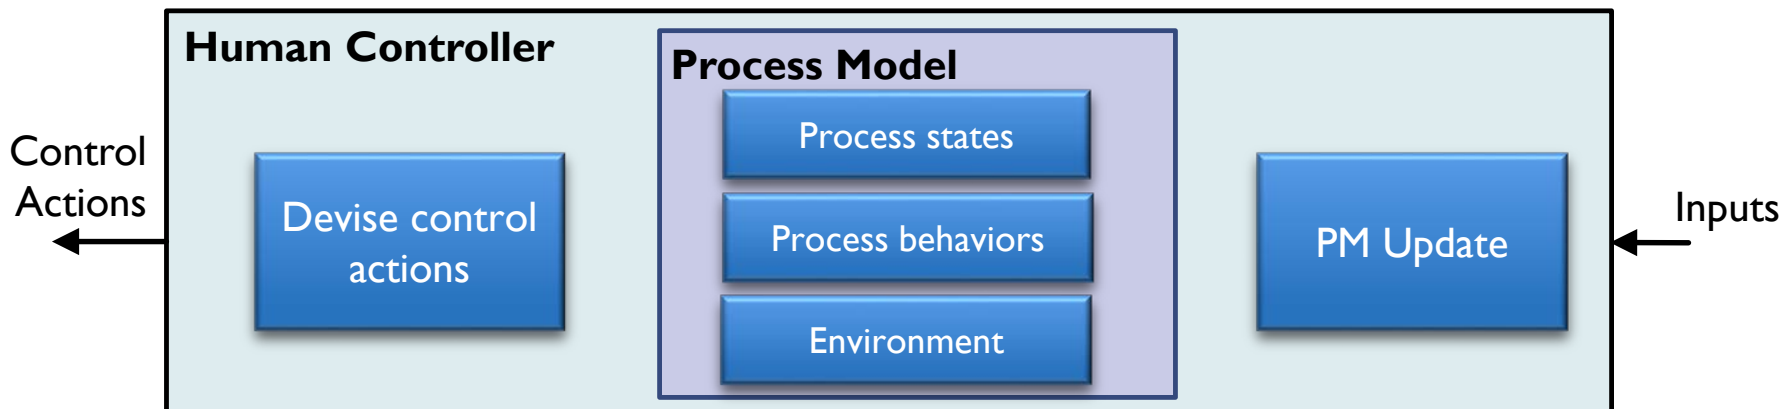 Human Controller
Process Model
Process states
Control
Actions
Devise control
actions
Process behaviors
PM Update
Inputs
Environment